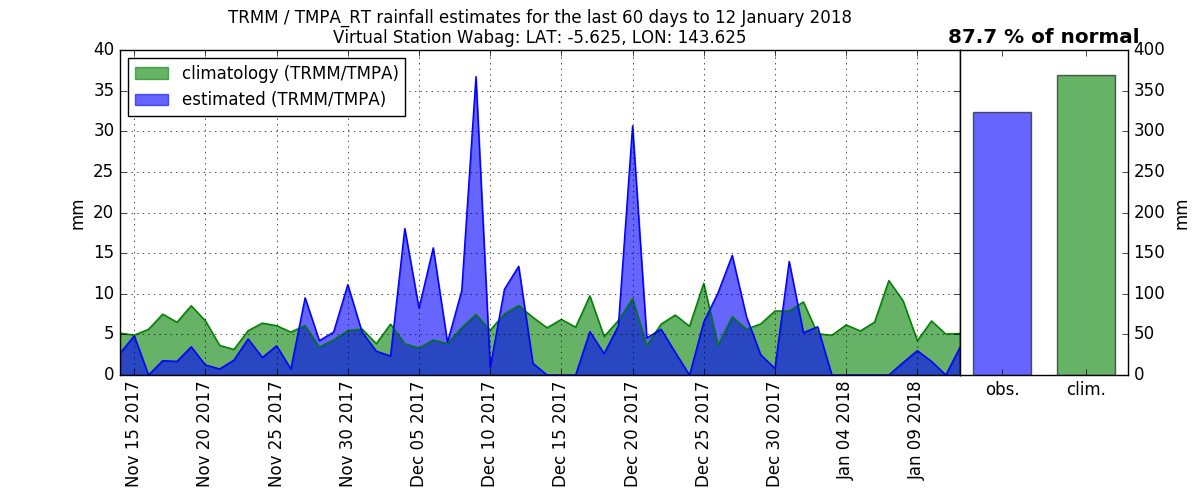 TRMM / TMPA_RT rainfall estimates for the last 60 days to 12 January 2018
Virtual Station Wabag: LAT: -5.625, LON: 143.625
87.7 % of normal
climatology (TRMM/TMPA)
estimated (TRMM/TMPA)
mm
40
35
30
25
20
15
10
5
0
Nov 15 2017
Nov 20 2017
Nov 25 2017
Nov 30 2017
Dec 05 2017
Dec 10 2017
Dec 15 2017
Dec 20 2017
Dec 25 2017
Dec 30 2017
Jan 04 2018
Jan 09 2018
obs.
clim.
400
350
300
250
200
150
100
50
0
mm